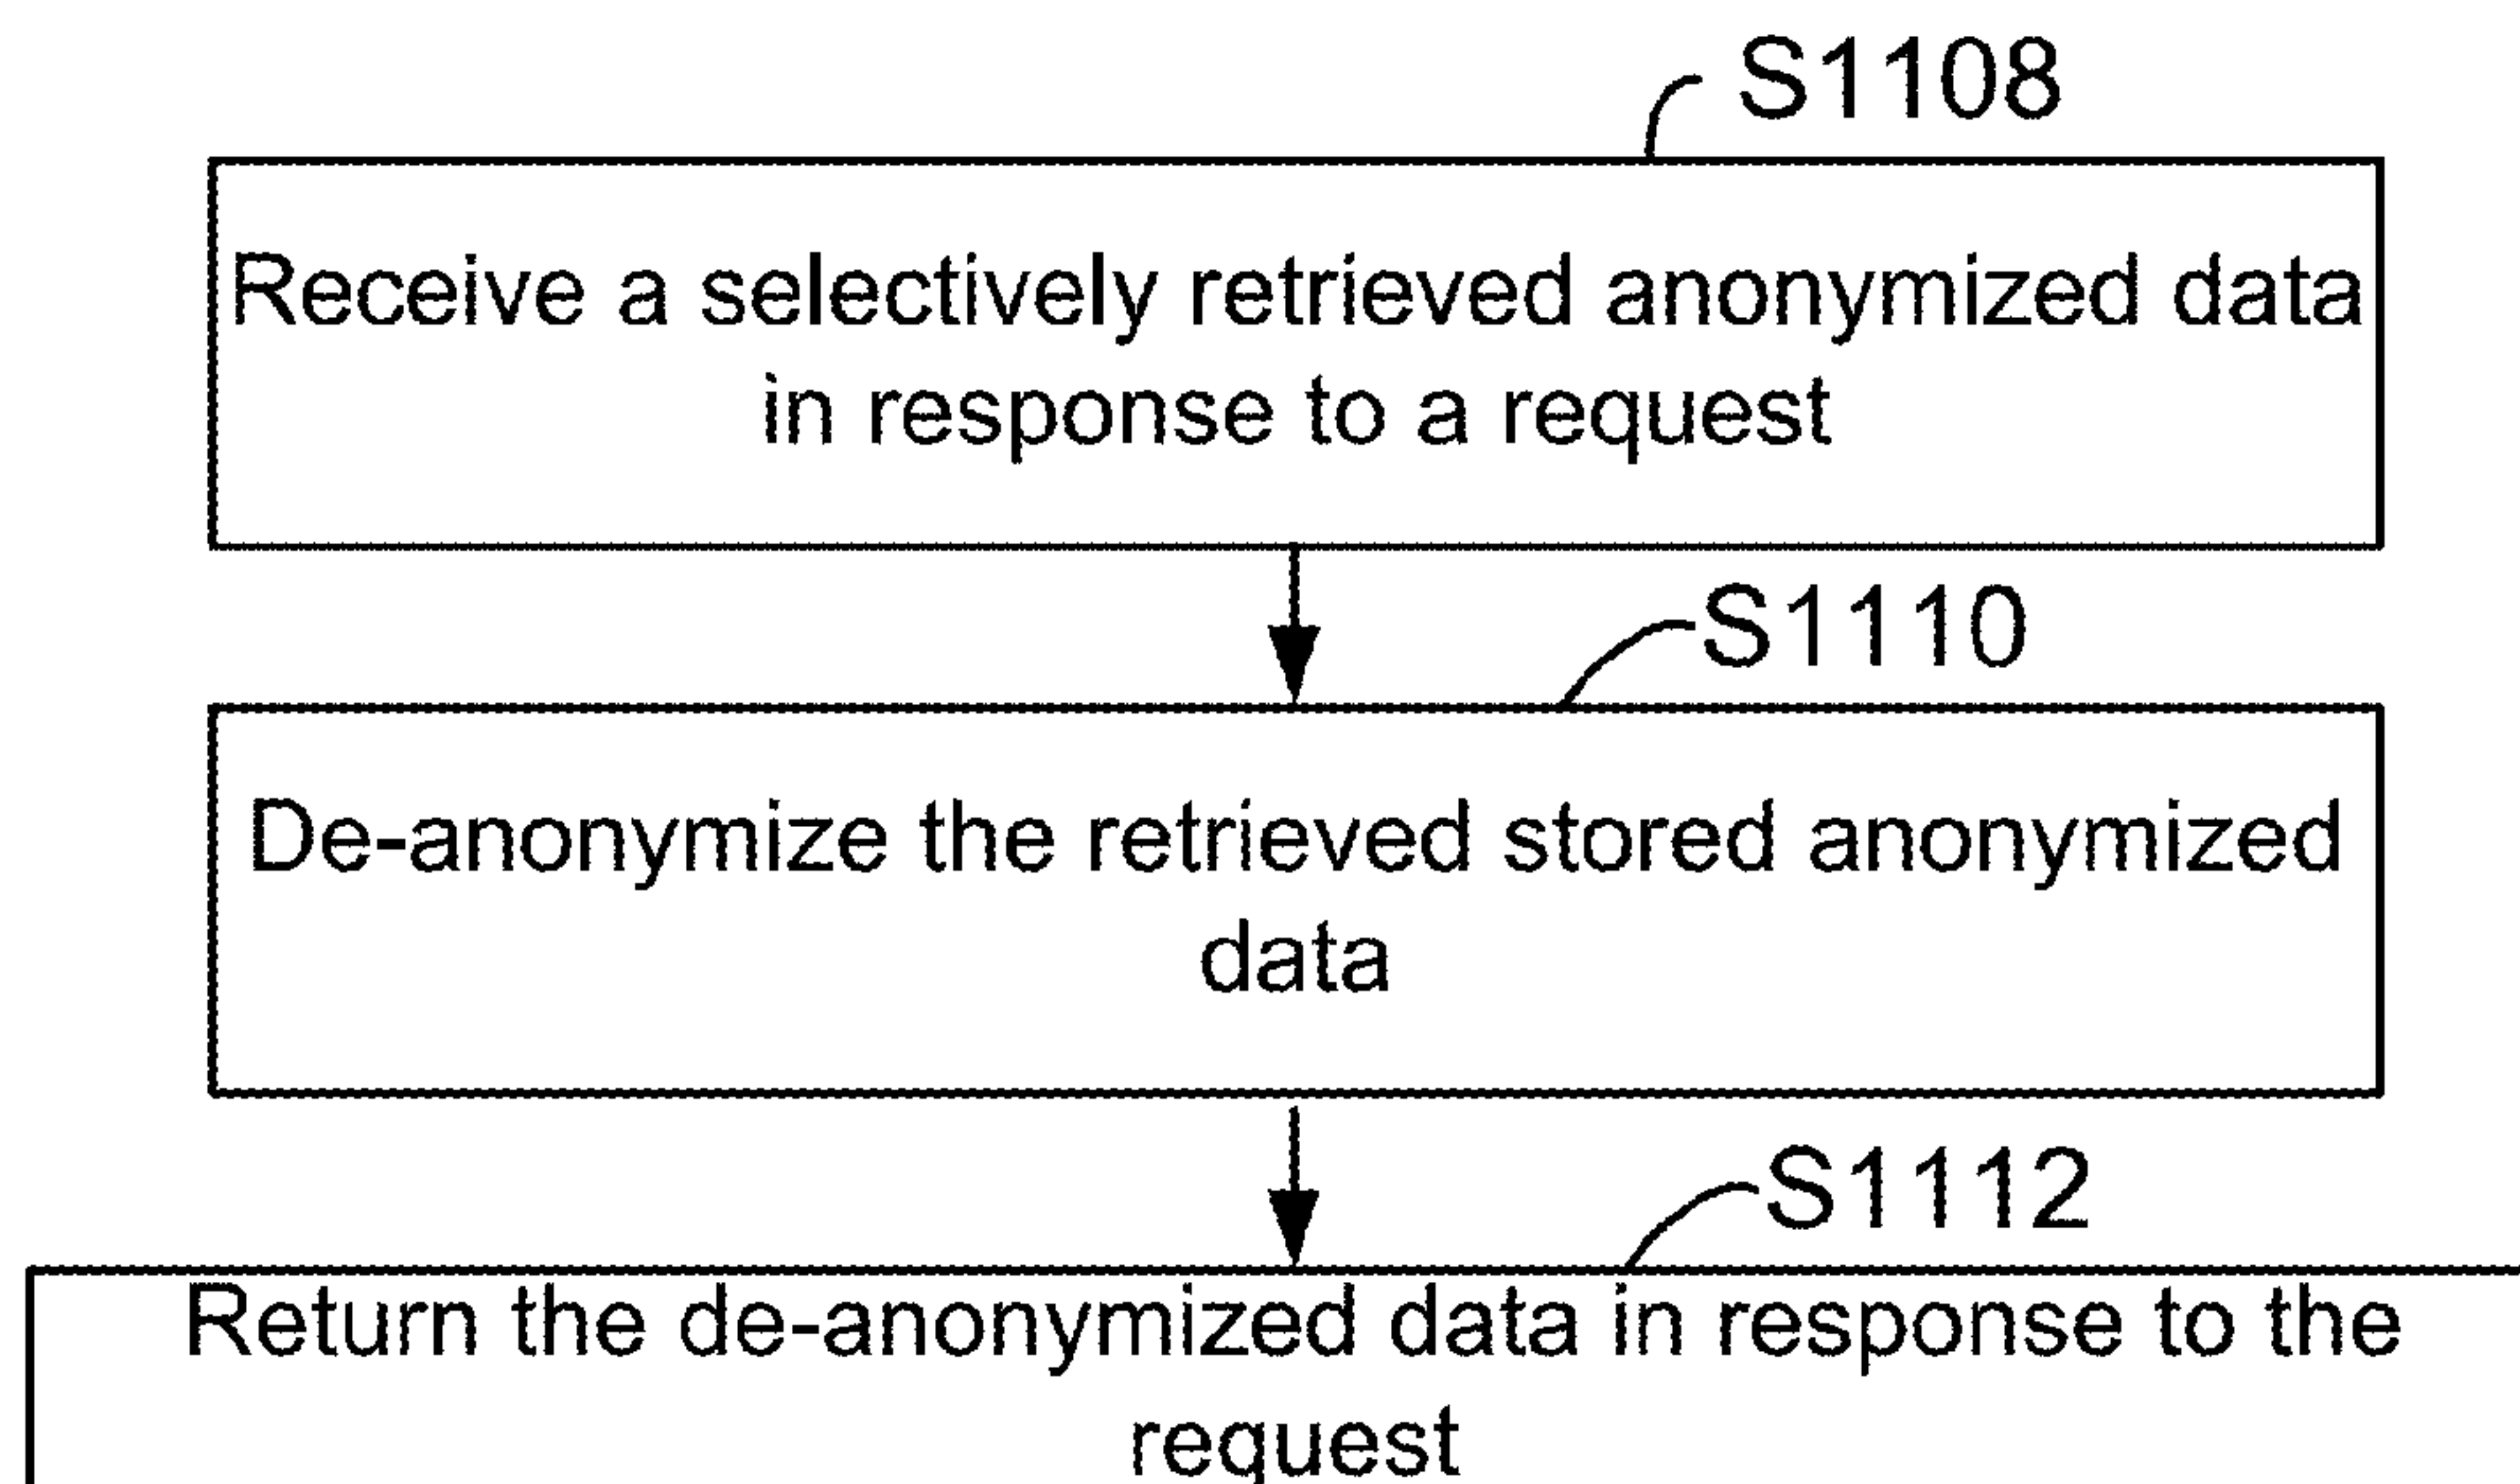 S1108
Receive a selectively retrieved anonymized data
in response to a request
S1110
De-anonymize the retrieved stored anonymized
data
S1112
Return the de-anonymized data in response to the
request